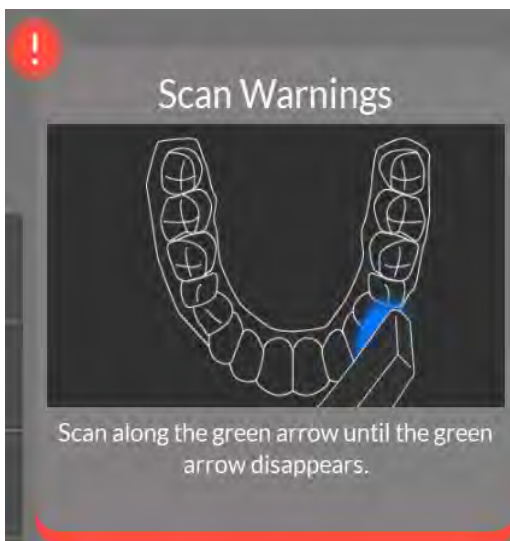 !
Scan Warnings
Scan along the green arrow until the green
arrow disappears.